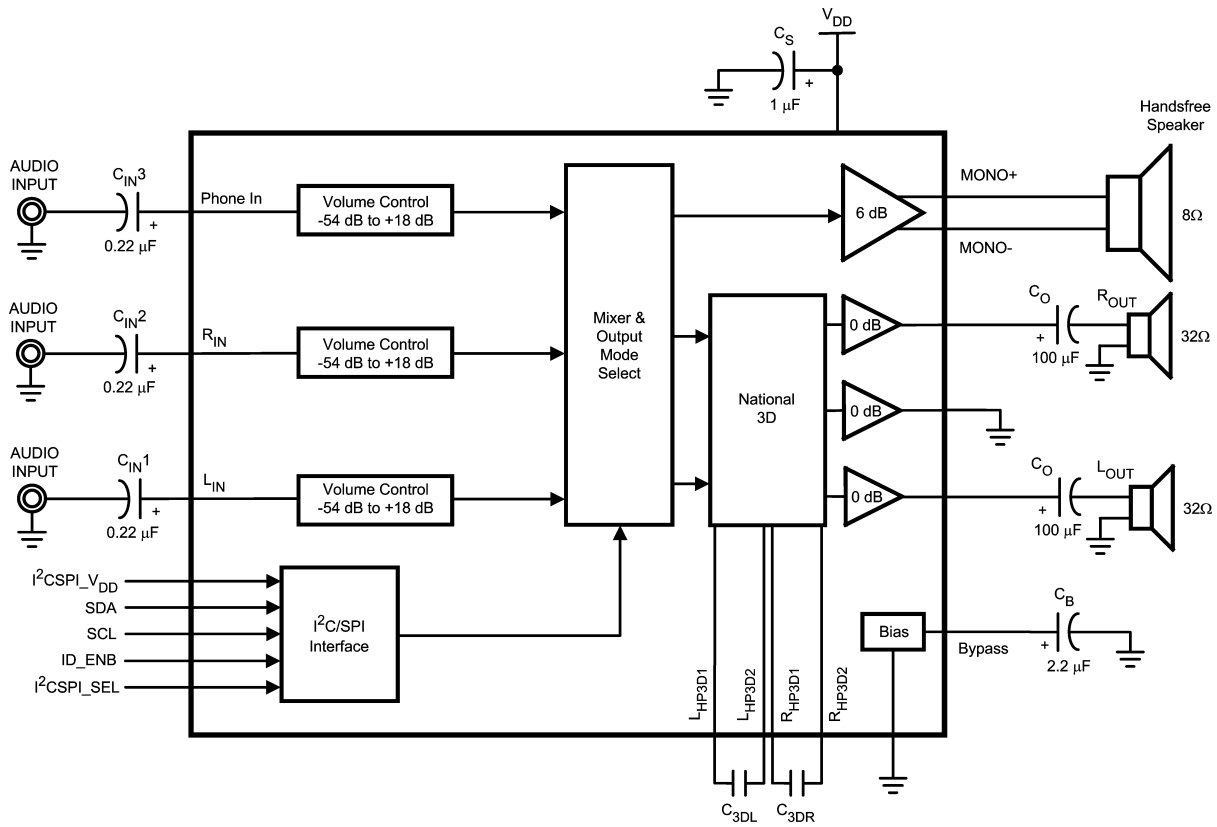 V_DD
C_S
+
1 μF
Handsfree
Speaker
AUDIO
INPUT
C_IN3
+
0.22 μF
Phone In
Volume Control
-54 dB to +18 dB
6 dB
MONO+
MONO-
8Ω
AUDIO
INPUT
C_IN2
+
0.22 μF
R_IN
Volume Control
-54 dB to +18 dB
Mixer &
Output
Mode
Select
National
3D
0 dB
C_O
+
100 μF
R_OUT
32Ω
0 dB
AUDIO
INPUT
C_IN1
+
0.22 μF
L_IN
Volume Control
-54 dB to +18 dB
0 dB
C_O
+
100 μF
L_OUT
32Ω
I²CSPI_V_DD
SDA
SCL
ID_ENB
I²CSPI_SEL
I²C/SPI
Interface
Bias
Bypass
C_B
+
2.2 μF
L_HP3D1
L_HP3D2
R_HP3D1
R_HP3D2
C_3DL
C_3DR